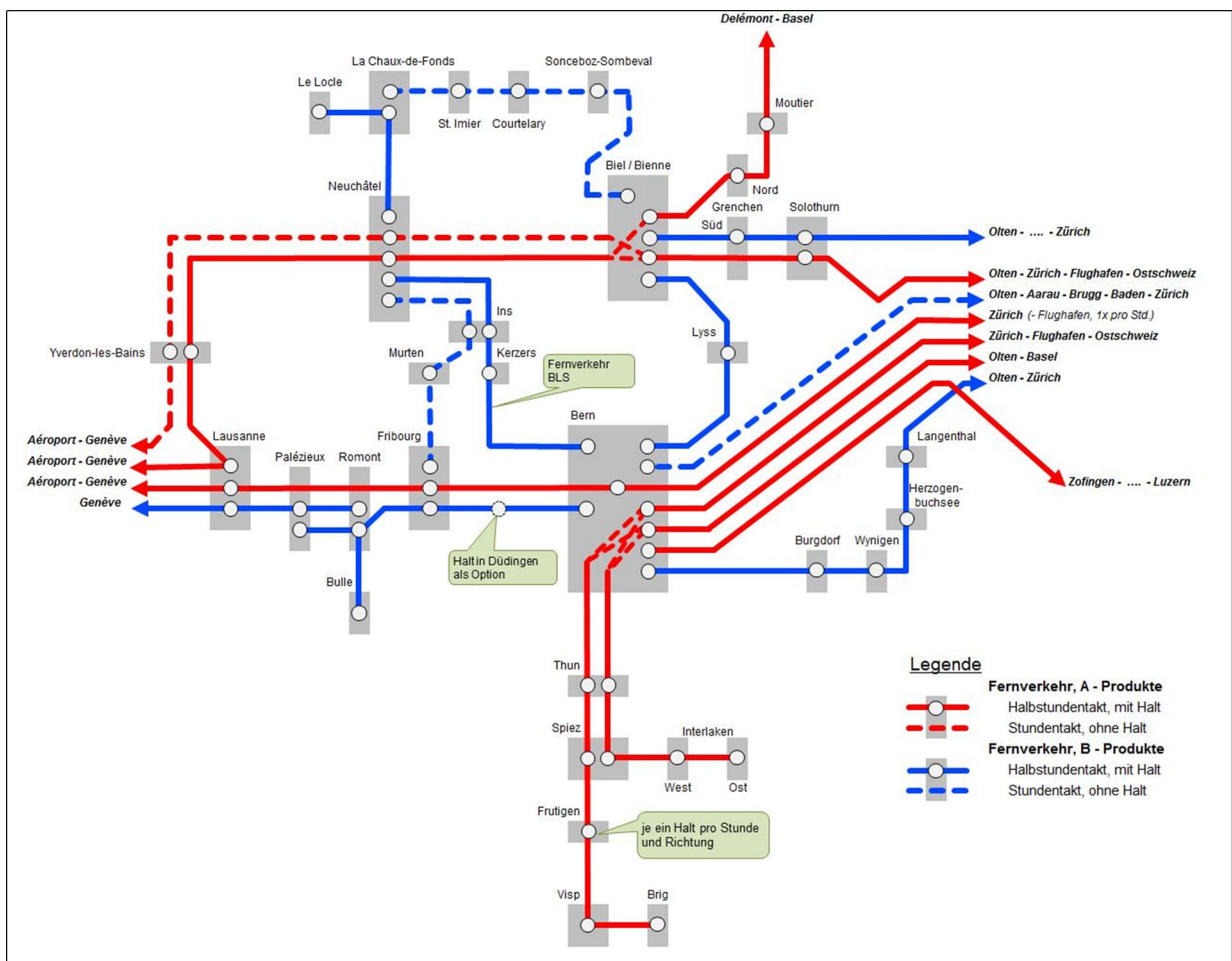 Delémont - Basel
La Chaux-de-Fonds
Sonceboz-Sombeval
Le Locle
Moutier
St. Imier
Courtelary
Biel / Bienne
Neuchâtel
Nord
Grenchen
Solothurn
Süd
Olten - .... - Zürich
Olten - Zürich - Flughafen - Ostschweiz
Olten - Aarau - Brugg - Baden - Zürich
Ins
Zürich (- Flughafen, 1x pro Std.)
Lyss
Zürich - Flughafen - Ostschweiz
Yverdon-les-Bains
Murten
Kerzers
Olten - Basel
Fernverkehr
BLS
Olten - Zürich
Bern
Aéroport - Genève
Lausanne
Fribourg
Langenthal
Palézieux
Romont
Aéroport - Genève
Aéroport - Genève
Zofingen - .... - Luzern
Genève
Herzogen-
buchsee
Burgdorf
Wynigen
Halt in Düdingen
als Option
Bulle
Thun
Legende
Fernverkehr, A - Produkte
Halbstundentakt, mit Halt
Stundentakt, ohne Halt
Spiez
Interlaken
Fernverkehr, B - Produkte
Halbstundentakt, mit Halt
West
Ost
Stundentakt, ohne Halt
Frutigen
je ein Halt pro Stunde
und Richtung
Visp
Brig